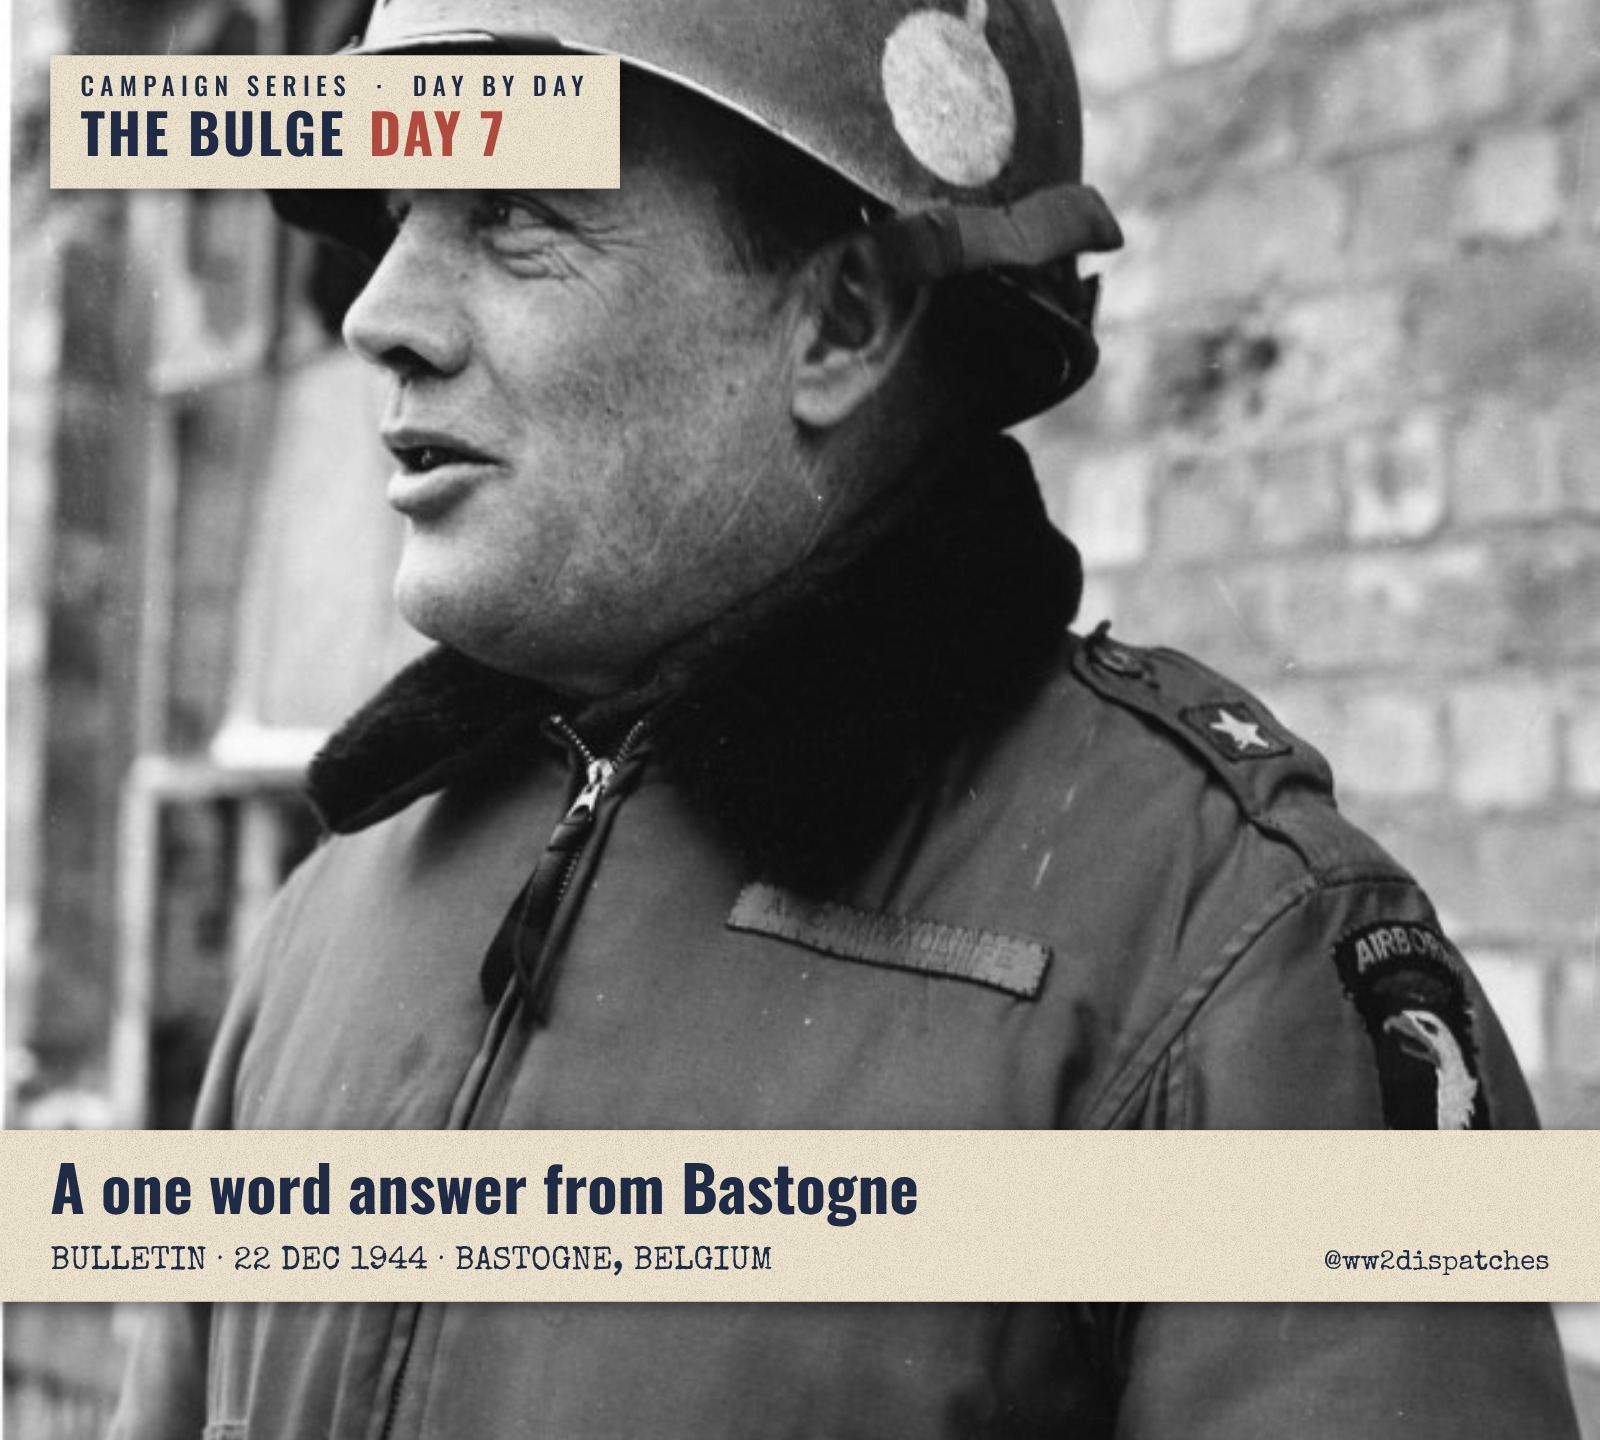 CAMPAIGN SERIES · DAY BY DAY
THE BULGE DAY 7
A one word answer from Bastogne
BULLETIN · 22 DEC 1944 · BASTOGNE, BELGIUM
@ww2dispatches